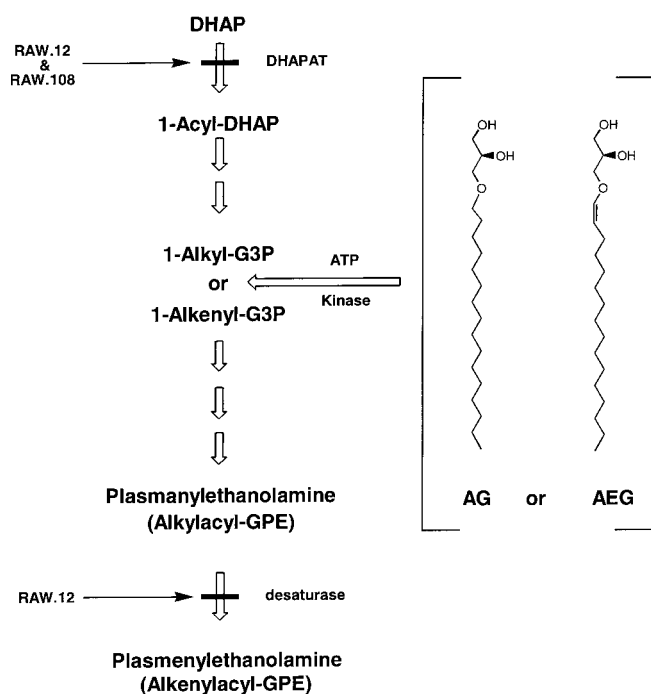 DHAP
RAW.12
&
RAW.108
DHAPAT
1-Acyl-DHAP
1-Alkyl-G3P
or
1-Alkenyl-G3P
ATP
Kinase
OH
OH
O
OH
OH
O
AG or AEG
Plasmanylethanolamine
(Alkylacyl-GPE)
RAW.12
desaturase
Plasmenylethanolamine
(Alkenylacyl-GPE)